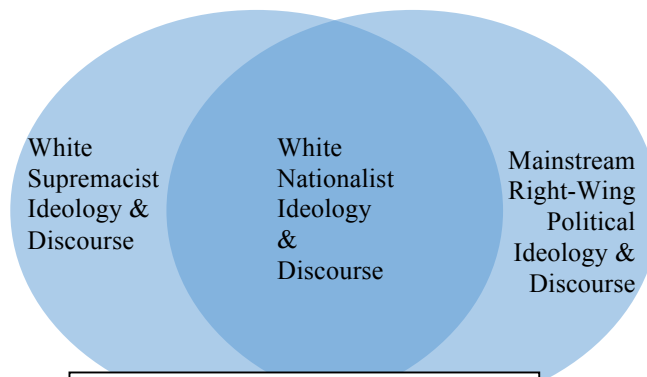 White
Supremacist
Ideology &
Discourse
White
Nationalist
Ideology
&
Discourse
Mainstream
Right-Wing
Political
Ideology &
Discourse